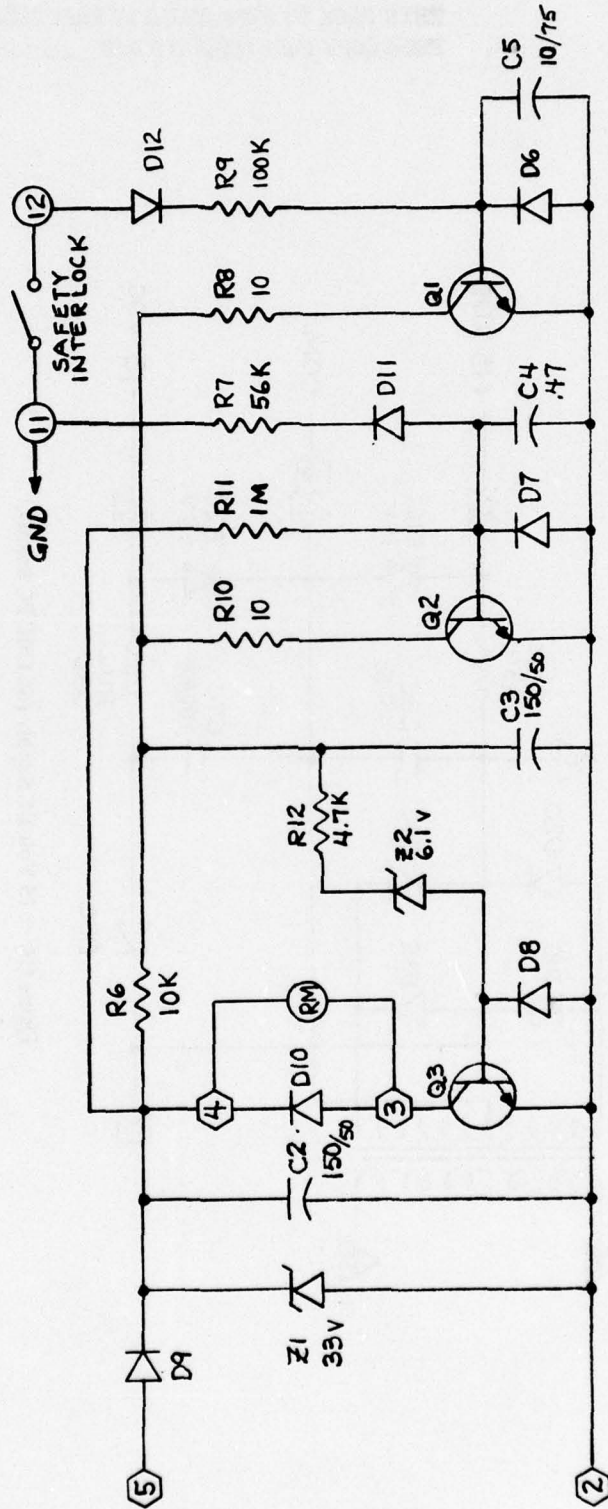 12
SAFETY
INTERLOCK
11
GND
D12
R9
100K
R8
10
R7
56K
R11
1M
R10
10
R6
10K
D11
C5
10/75
D6
Q1
C4
.47
D7
Q2
C3
150/50
R12
4.7K
Z2
6.1 V
D8
Q3
RM
4
D10
3
C2
150/50
Z1
33 V
D9
5
2